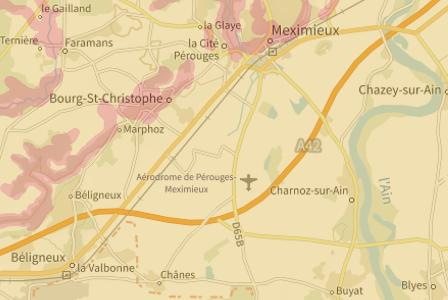 le Gailland
la Glaye
Meximieux
Ternière
Faramans
la Cité
Pérouges
Bourg-St-Christophe
Chazey-sur-Ain
Marphoz
A42
Aérodrome de Pérouges-
Meximieux
Charnoz-sur-Ain
l'Ain
Béligneux
D65B
Béligneux
la Valbonne
Chânes
Buyat
Blyes